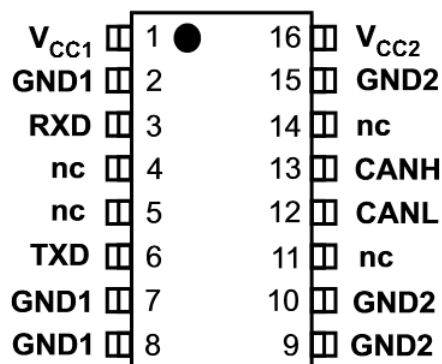 VCC1 1 16 VCC2
GND1 2 15 GND2
RXD 3 14 nc
nc 4 13 CANH
nc 5 12 CANL
TXD 6 11 nc
GND1 7 10 GND2
GND1 8 9 GND2